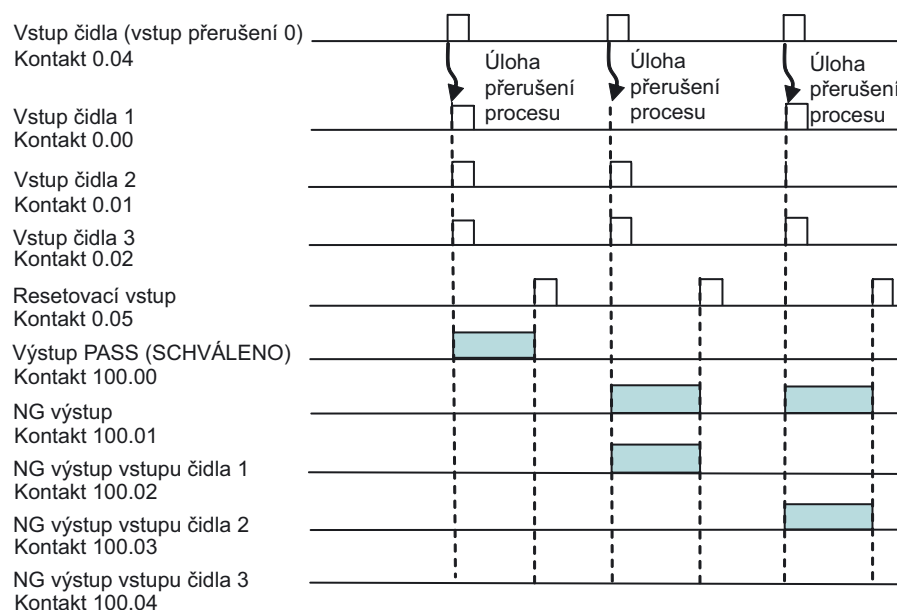 Vstup čidla (vstup přerušení 0)
Kontakt 0.04
Úloha
přerušení
procesu
Úloha
přerušení
procesu
Úloha
přerušení
procesu
Vstup čidla 1
Kontakt 0.00
Vstup čidla 2
Kontakt 0.01
Vstup čidla 3
Kontakt 0.02
Resetovací vstup
Kontakt 0.05
Výstup PASS (SCHVÁLENO)
Kontakt 100.00
NG výstup
Kontakt 100.01
NG výstup vstupu čidla 1
Kontakt 100.02
NG výstup vstupu čidla 2
Kontakt 100.03
NG výstup vstupu čidla 3
Kontakt 100.04